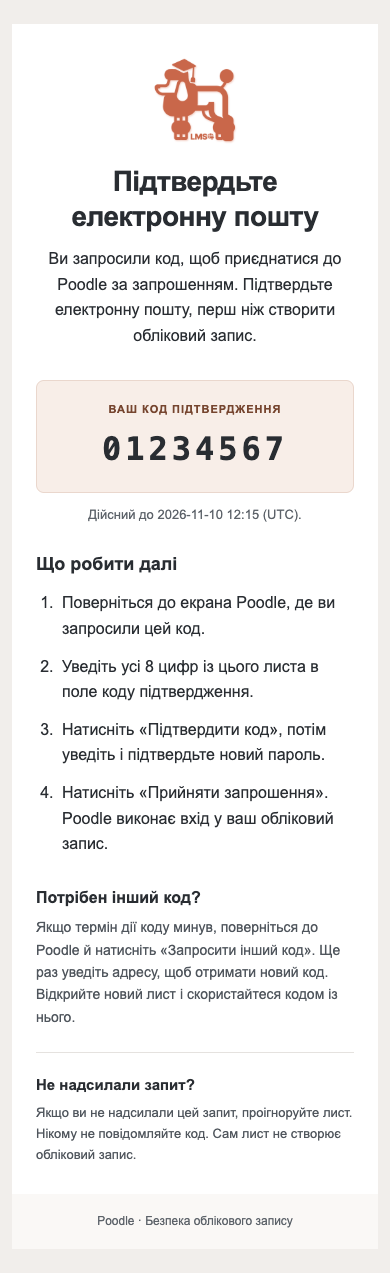 LMS
Підтвердьте
електронну пошту
Ви запросили код, щоб приєднатися до
Poodle за запрошенням. Підтвердьте
електронну пошту, перш ніж створити
обліковий запис.
ВАШ КОД ПІДТВЕРДЖЕННЯ
01234567
Дійсний до 2026-11-10 12:15 (UTC).
Що робити далі
1. Поверніться до екрана Poodle, де ви
запросили цей код.
2. Уведіть усі 8 цифр із цього листа в
поле коду підтвердження.
3. Натисніть «Підтвердити код», потім
уведіть і підтвердьте новий пароль.
4. Натисніть «Прийняти запрошення».
Poodle виконає вхід у ваш обліковий
запис.
Потрібен інший код?
Якщо термін дії коду минув, поверніться до
Poodle й натисніть «Запросити інший код». Ще
раз уведіть адресу, щоб отримати новий код.
Відкрийте новий лист і скористайтеся кодом із
нього.
Не надсилали запит?
Якщо ви не надсилали цей запит, проігноруйте лист.
Нікому не повідомляйте код. Сам лист не створює
обліковий запис.
Poodle · Безпека облікового запису